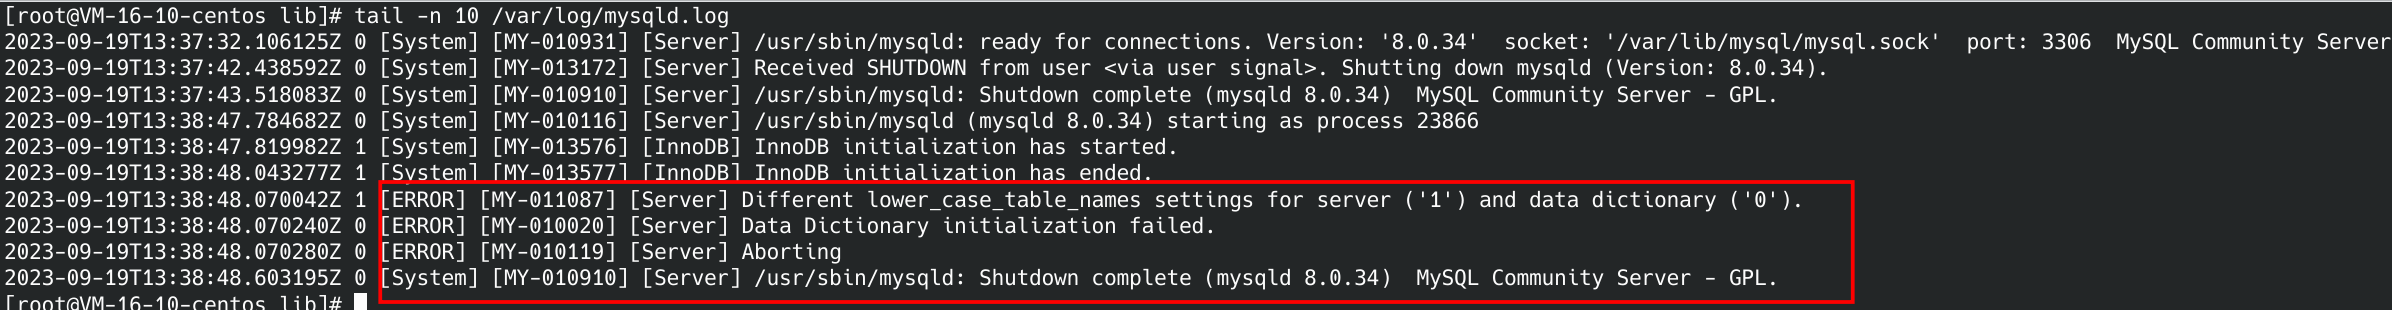 [root@VM-16-10-centos lib]# tail -n 10 /var/log/mysqld.log
2023-09-19T13:37:32.106125Z 0 [System] [MY-010931] [Server] /usr/sbin/mysqld: ready for connections. Version: '8.0.34'  socket: '/var/lib/mysql/mysql.sock'  port: 3306  MySQL Community Server
2023-09-19T13:37:42.438592Z 0 [System] [MY-013172] [Server] Received SHUTDOWN from user <via user signal>. Shutting down mysqld (Version: 8.0.34).
2023-09-19T13:37:43.518083Z 0 [System] [MY-010910] [Server] /usr/sbin/mysqld: Shutdown complete (mysqld 8.0.34)  MySQL Community Server - GPL.
2023-09-19T13:38:47.784682Z 0 [System] [MY-010116] [Server] /usr/sbin/mysqld (mysqld 8.0.34) starting as process 23866
2023-09-19T13:38:47.819982Z 1 [System] [MY-013576] [InnoDB] InnoDB initialization has started.
2023-09-19T13:38:48.043277Z 1 [System] [MY-013577] [InnoDB] InnoDB initialization has ended.
2023-09-19T13:38:48.070042Z 1 [ERROR] [MY-011087] [Server] Different lower_case_table_names settings for server ('1') and data dictionary ('0').
2023-09-19T13:38:48.070240Z 0 [ERROR] [MY-010020] [Server] Data Dictionary initialization failed.
2023-09-19T13:38:48.070280Z 0 [ERROR] [MY-010119] [Server] Aborting
2023-09-19T13:38:48.603195Z 0 [System] [MY-010910] [Server] /usr/sbin/mysqld: Shutdown complete (mysqld 8.0.34)  MySQL Community Server - GPL.
[root@VM-16-10-centos lib]#